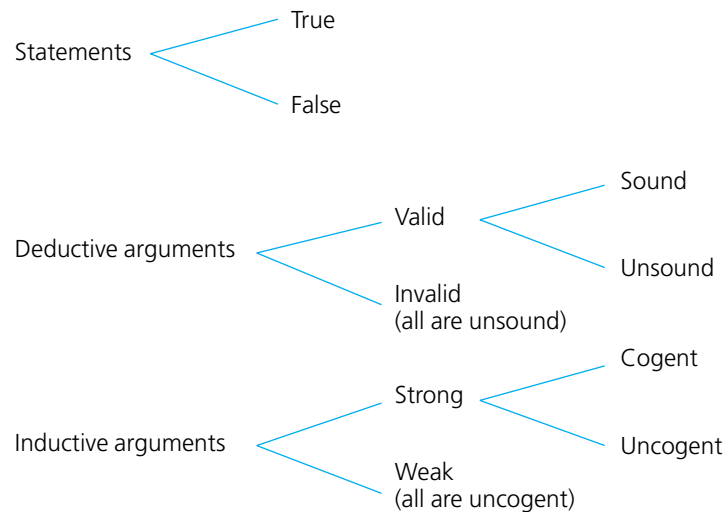 Statements
True
False
Deductive arguments
Valid
Sound
Unsound
Invalid
(all are unsound)
Inductive arguments
Strong
Cogent
Uncogent
Weak
(all are uncogent)